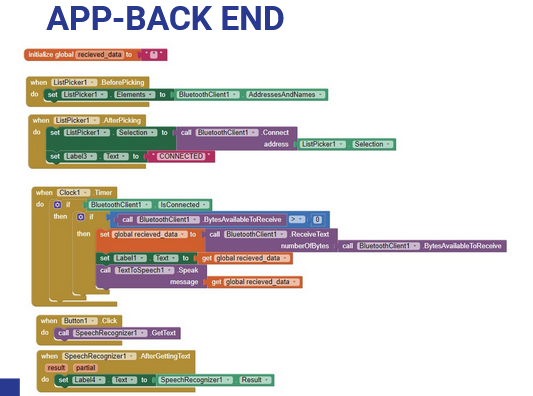 APP-BACK END
initialize global recieved_data to " "
when ListPicker1 .BeforePicking
do set ListPicker1 . Elements to BluetoothClient1 . AddressesAndNames
when ListPicker1 .AfterPicking
do set ListPicker1 . Selection to call BluetoothClient1 .Connect
address ListPicker1 . Selection
set Label3 . Text to " CONNECTED "
when Clock1 .Timer
do if BluetoothClient1 . IsConnected
then if call BluetoothClient1 .BytesAvailableToReceive > 0
then set global recieved_data to call BluetoothClient1 .ReceiveText
numberOfBytes call BluetoothClient1 .BytesAvailableToReceive
set Label1 . Text to get global recieved_data
call TextToSpeech1 .Speak
message get global recieved_data
when Button1 .Click
do call SpeechRecognizer1 .GetText
when SpeechRecognizer1 .AfterGettingText
result partial
do set Label4 . Text to SpeechRecognizer1 . Result